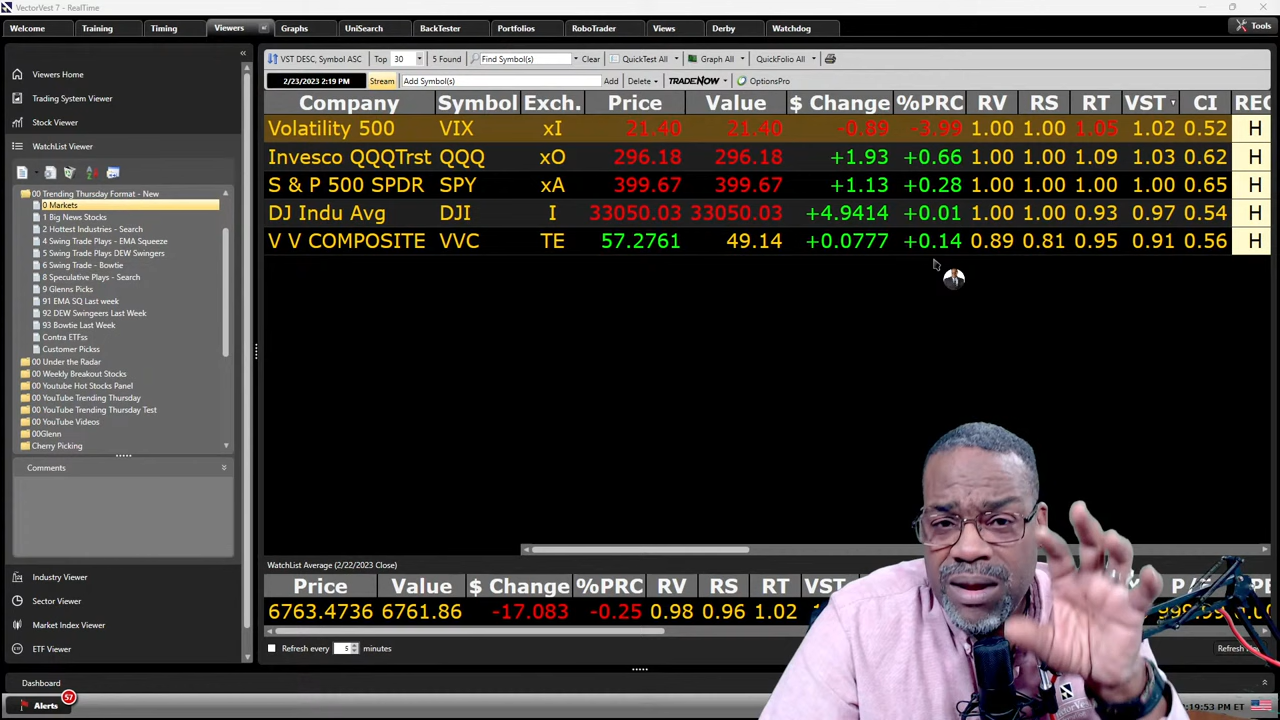 VectorVest 7 - RealTime
Welcome Training Timing Viewers Graphs UniSearch BackTester Portfolios RoboTrader Views Derby Watchdog Tools
VST DESC, Symbol ASC Top 30 5 Found Find Symbol(s) Clear QuickTest All Graph All QuickFolio All
2/23/2023 2:19 PM Stream Add Symbol(s) Add Delete TRADENOW OptionsPro
Viewers Home
Trading System Viewer
Stock Viewer
WatchList Viewer
00 Trending Thursday Format - New
0 Markets
1 Big News Stocks
2 Hottest Industries - Search
4 Swing Trade Plays - EMA Squeeze
5 Swing Trade Plays DEW Swingers
6 Swing Trade - Bowtie
8 Speculative Plays - Search
9 Glenns Picks
91 EMA SQ Last week
92 DEW Swingeers Last Week
93 Bowtie Last Week
Contra ETFss
Customer Pickss
00 Under the Radar
00 Weekly Breakout Stocks
00 Youtube Hot Stocks Panel
00 YouTube Trending Thursday
00 YouTube Trending Thursday Test
00 YouTube Videos
00Glenn
Cherry Picking
Comments
Industry Viewer
Sector Viewer
Market Index Viewer
ETF Viewer
Company Symbol Exch. Price Value $ Change %PRC RV RS RT VST CI REC
Volatility 500 VIX xI 21.40 21.40 -0.89 -3.99 1.00 1.00 1.05 1.02 0.52 H
Invesco QQQTrst QQQ xO 296.18 296.18 +1.93 +0.66 1.00 1.00 1.09 1.03 0.62 H
S & P 500 SPDR SPY xA 399.67 399.67 +1.13 +0.28 1.00 1.00 1.00 1.00 0.65 H
DJ Indu Avg DJI I 33050.03 33050.03 +4.9414 +0.01 1.00 1.00 0.93 0.97 0.54 H
V V COMPOSITE VVC TE 57.2761 49.14 +0.0777 +0.14 0.89 0.81 0.95 0.91 0.56 H
WatchList Average (2/22/2023 Close)
Price Value $ Change %PRC RV RS RT VST
6763.4736 6761.86 -17.083 -0.25 0.98 0.96 1.02
Refresh every 5 minutes
Dashboard
Alerts 57